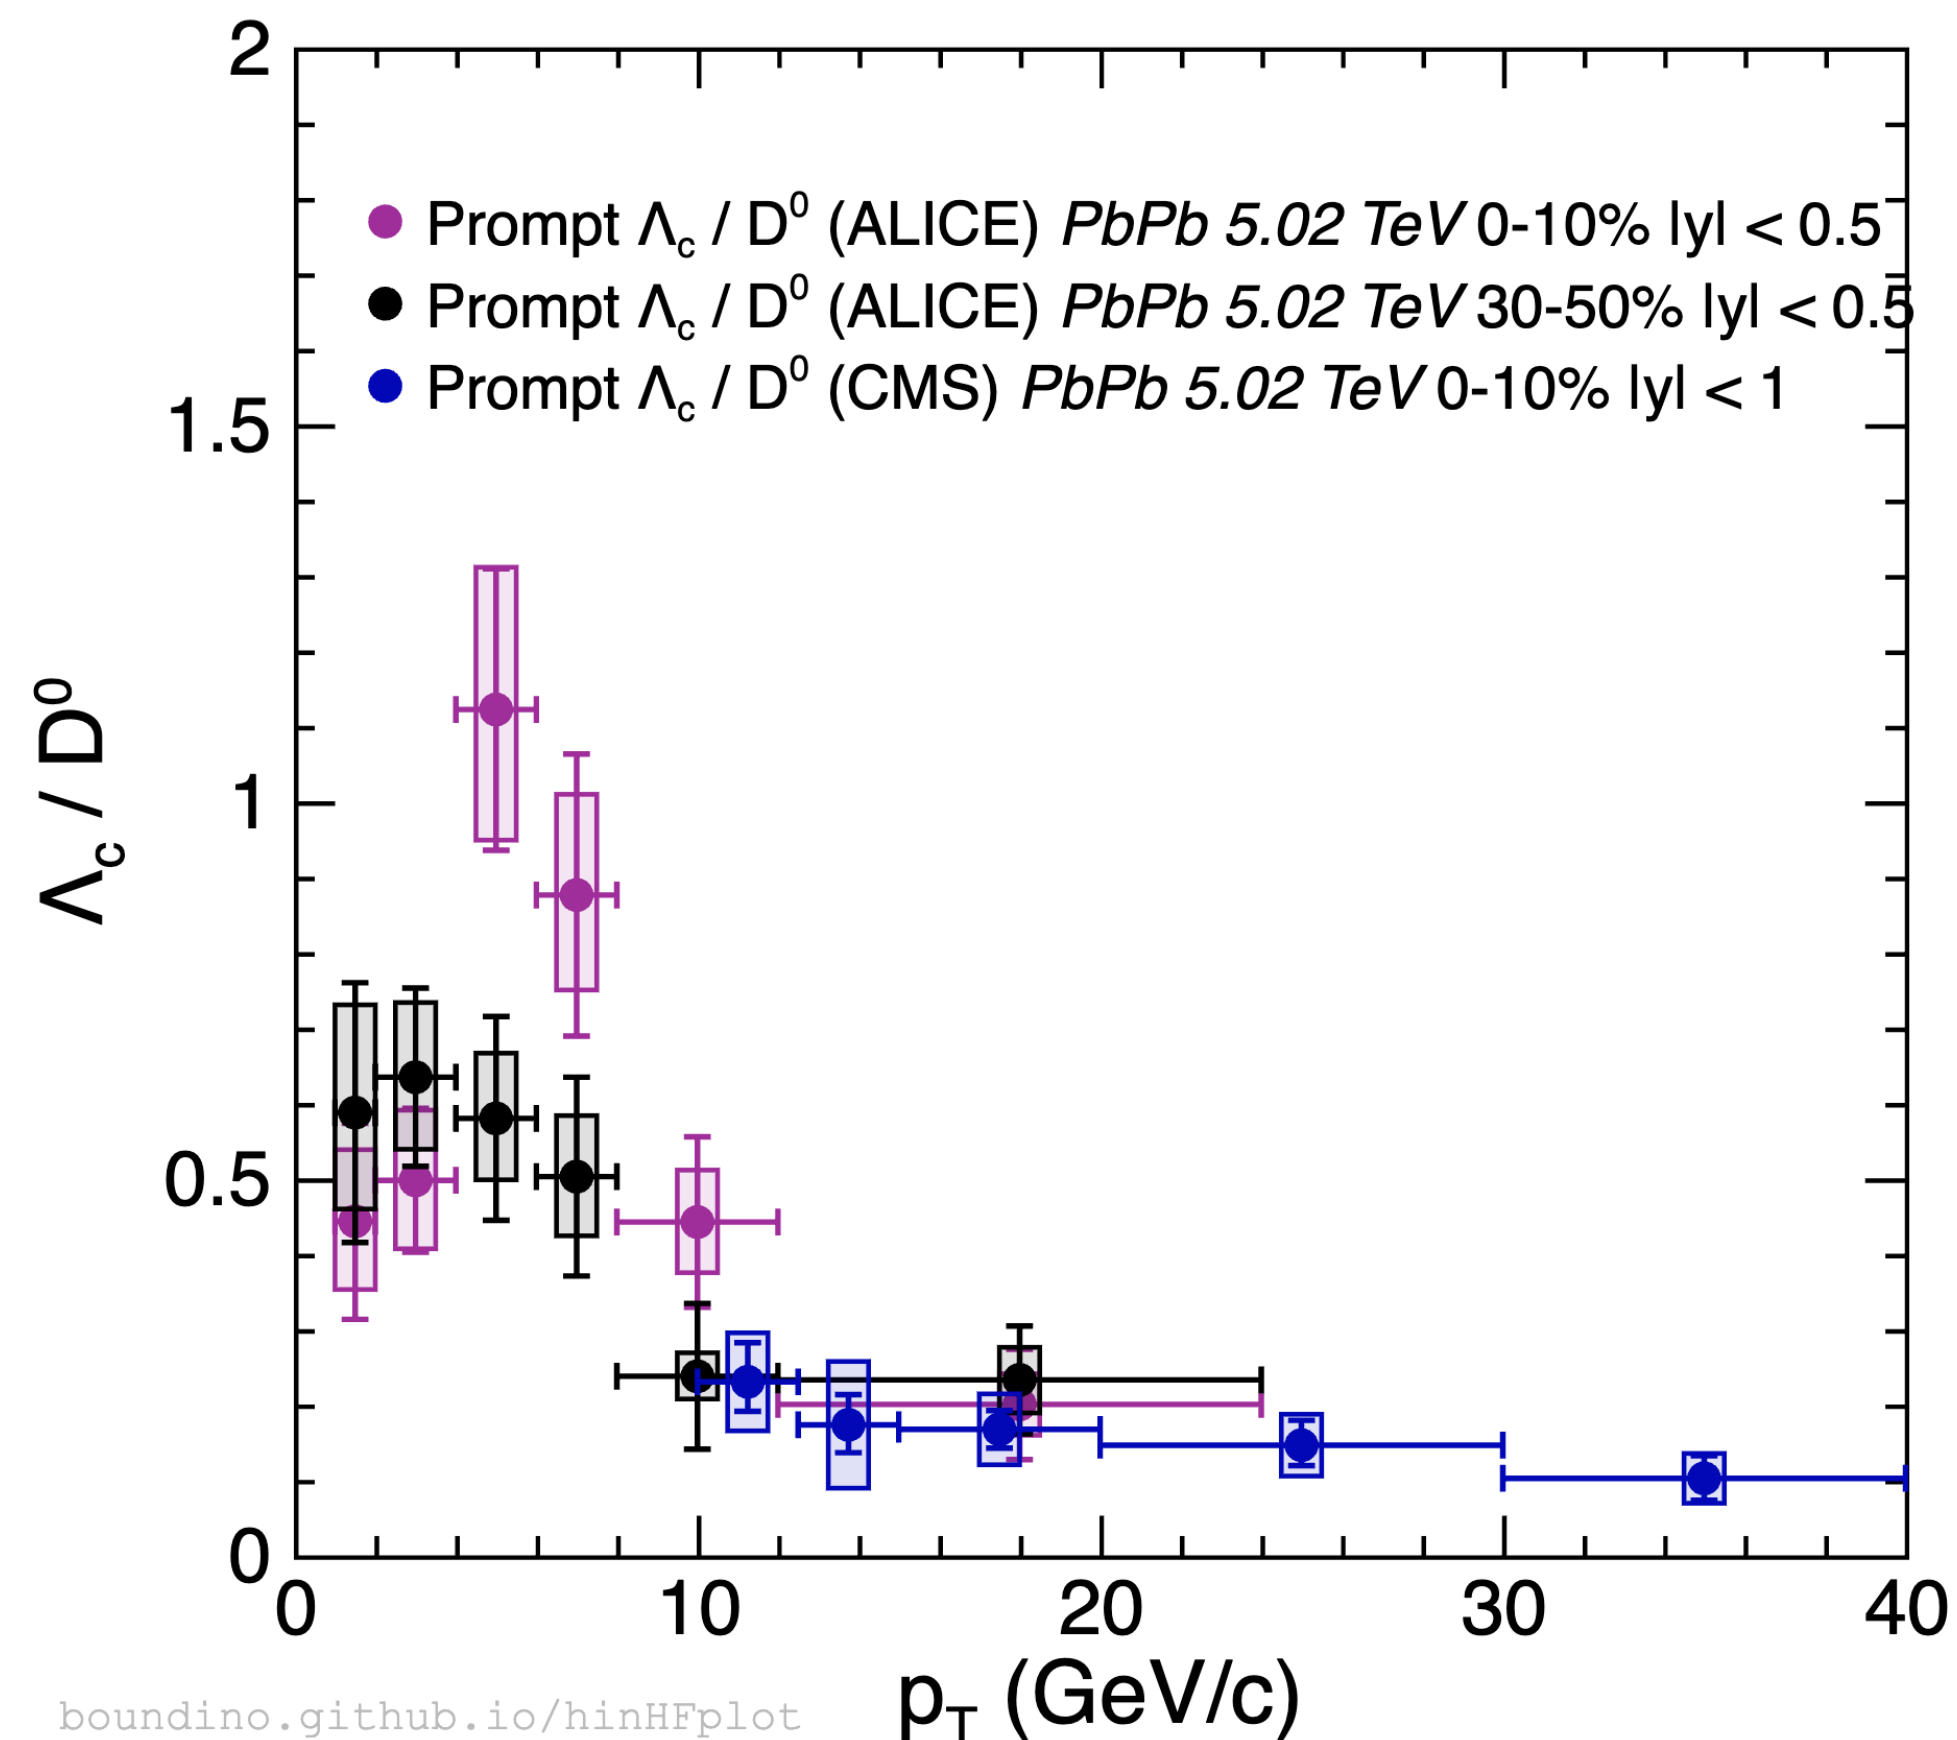 2
Prompt Λc / D⁰ (ALICE) PbPb 5.02 TeV 0-10% |y| < 0.5
Prompt Λc / D⁰ (ALICE) PbPb 5.02 TeV 30-50% |y| < 0.5
Prompt Λc / D⁰ (CMS) PbPb 5.02 TeV 0-10% |y| < 1
1.5
1
0.5
0
Λc / D⁰
0 10 20 30 40
pT (GeV/c)
boundino.github.io/hinHFplot